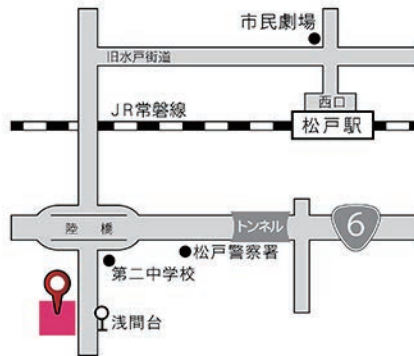 市民劇場
旧水戸街道
西口
JR常磐線
松戸駅
陸橋
トンネル
6
松戸警察署
第二中学校
浅間台